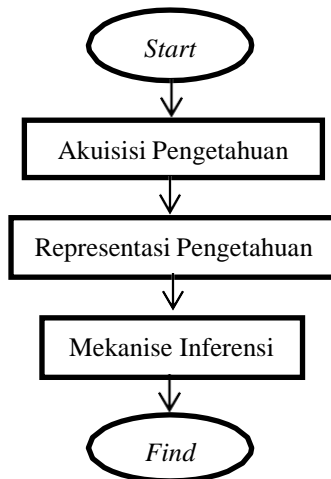 Start
Akuisisi Pengetahuan
Representasi Pengetahuan
Mekanise Inferensi
Find